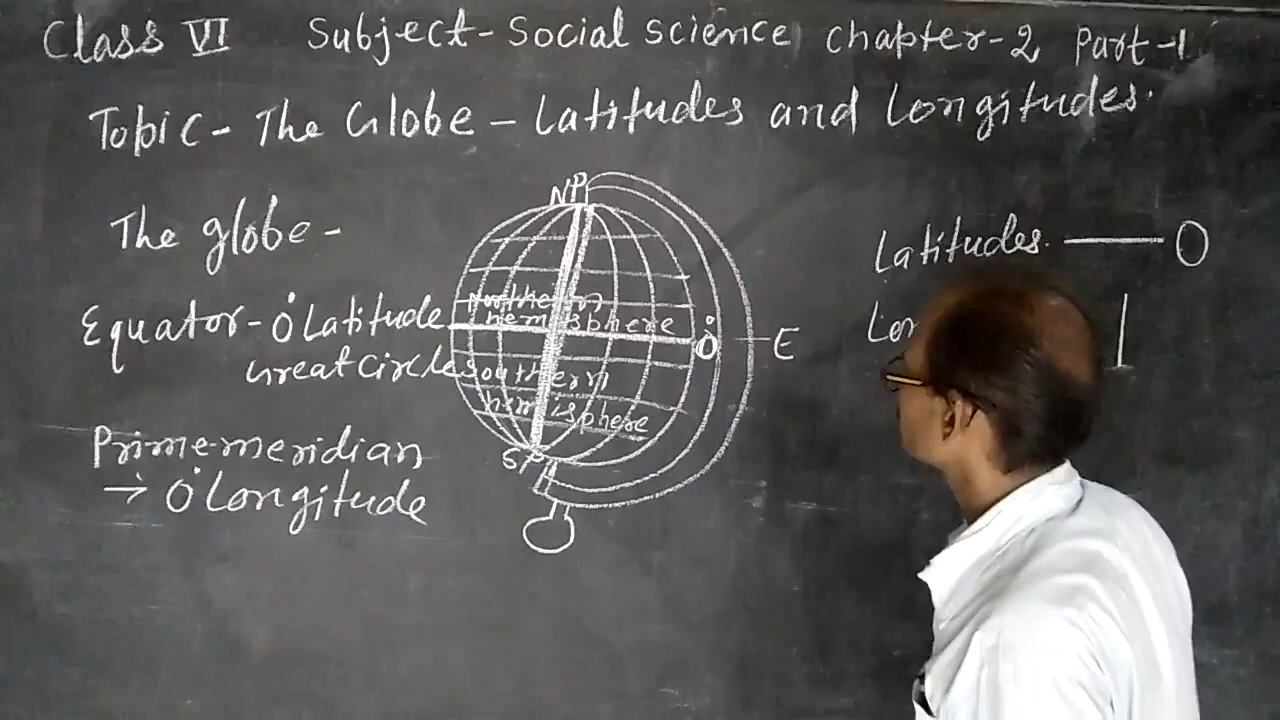 Class VI Subject-Social science chapter-2 Part-1
Topic- The Globe - Latitudes and Longitudes.
The globe -
NP
Latitudes. — O
Equator-0° Latitude
Northern
hemisphere
0°
E
Great circle
Southern
hemisphere
Prime meridian
SP
→ 0° Longitude